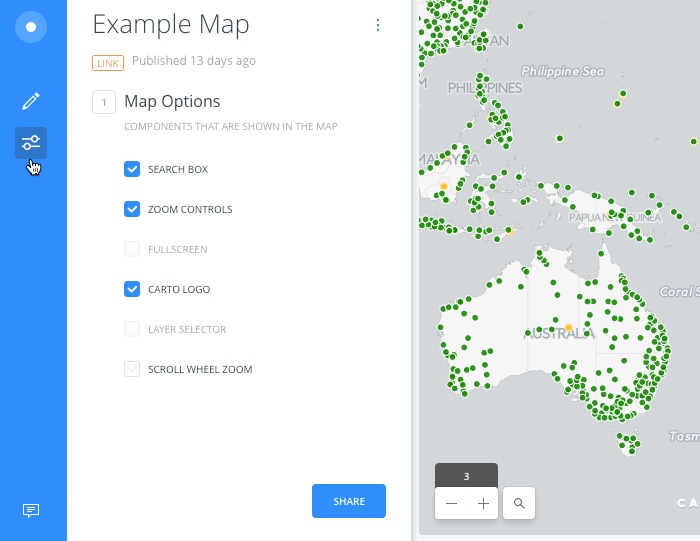 Example Map
LINK Published 13 days ago
1 Map Options
COMPONENTS THAT ARE SHOWN IN THE MAP
SEARCH BOX
ZOOM CONTROLS
FULLSCREEN
CARTO LOGO
LAYER SELECTOR
SCROLL WHEEL ZOOM
SHARE
Philippine Sea
PHILIPPINES
MALAYSIA
PAPUA NEW GUINEA
Coral S
AUSTRALIA
Tasm
3
CA